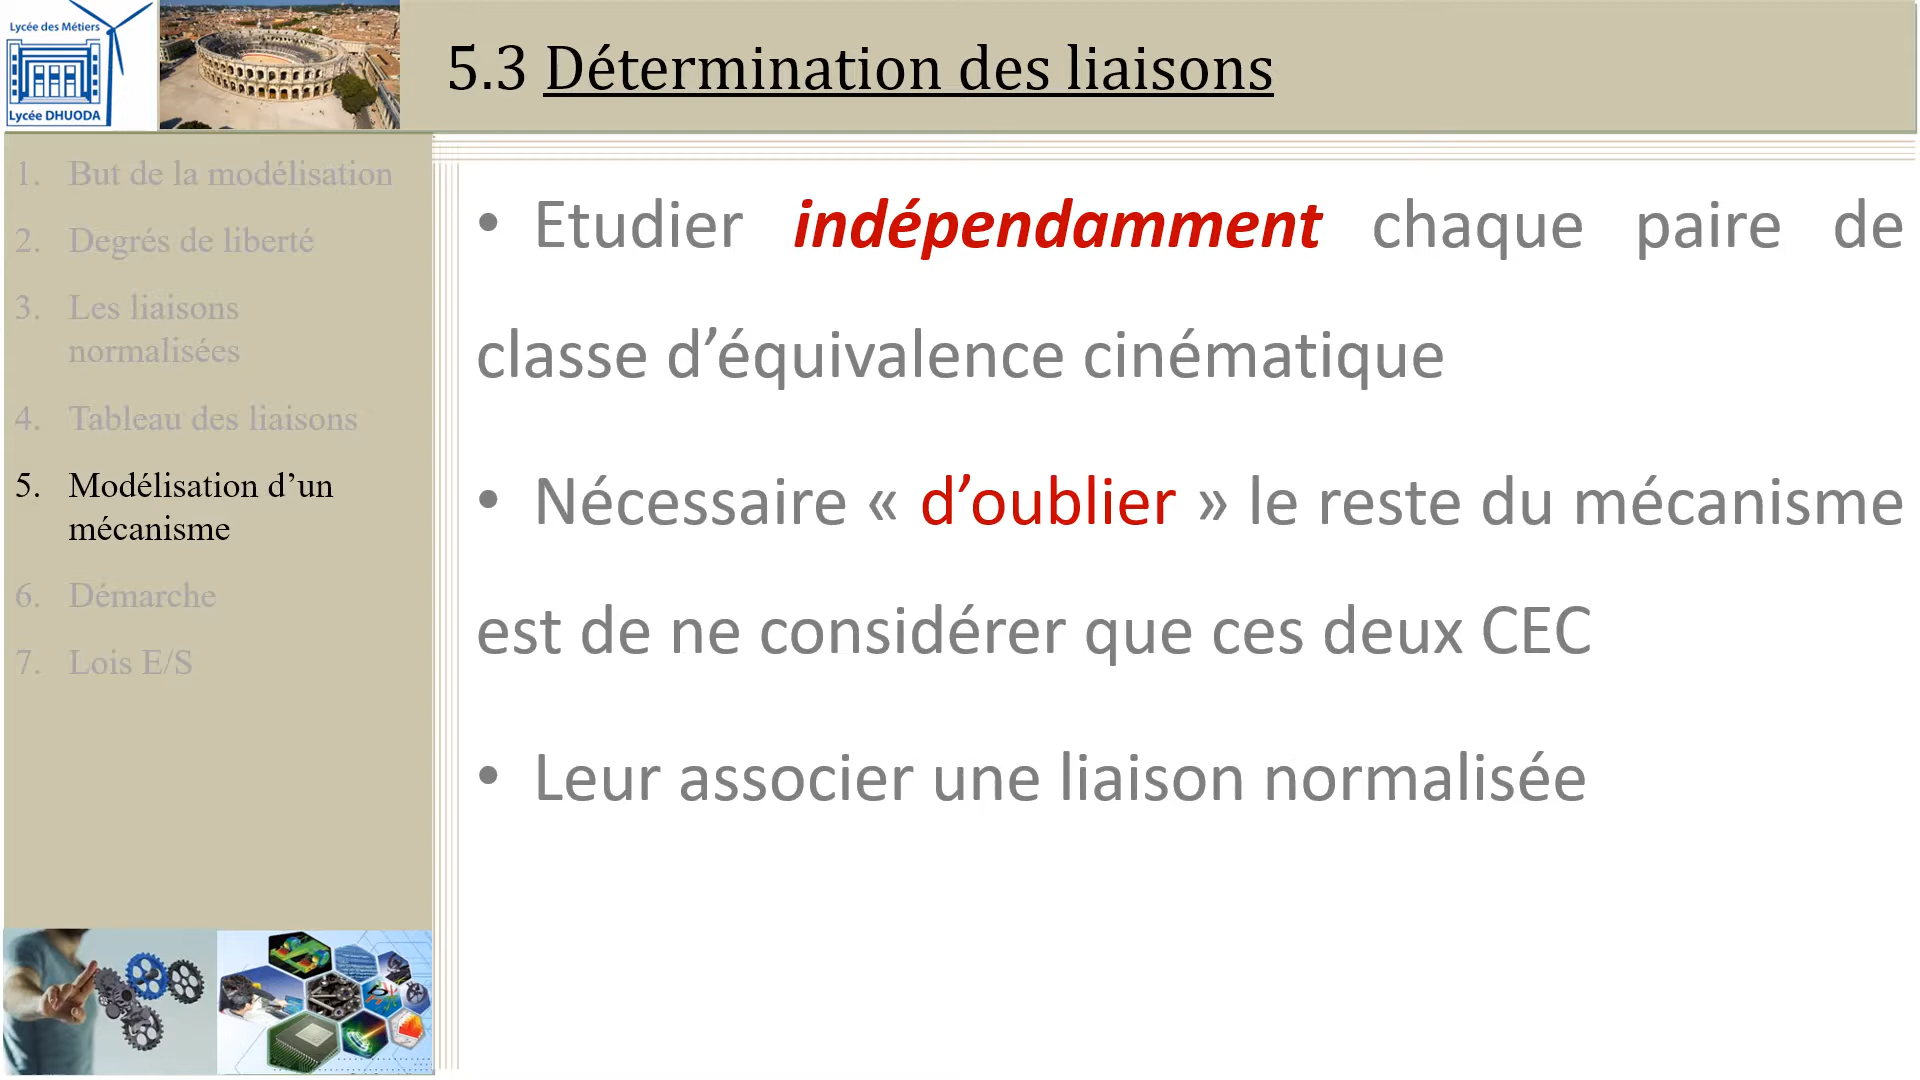 Lycée des Métiers
Lycée DHUODA
5.3 Détermination des liaisons
1. But de la modélisation
2. Degrés de liberté
3. Les liaisons
normalisées
4. Tableau des liaisons
5. Modélisation d’un
mécanisme
6. Démarche
7. Lois E/S
• Etudier indépendamment chaque paire de
classe d’équivalence cinématique
• Nécessaire « d’oublier » le reste du mécanisme
est de ne considérer que ces deux CEC
• Leur associer une liaison normalisée